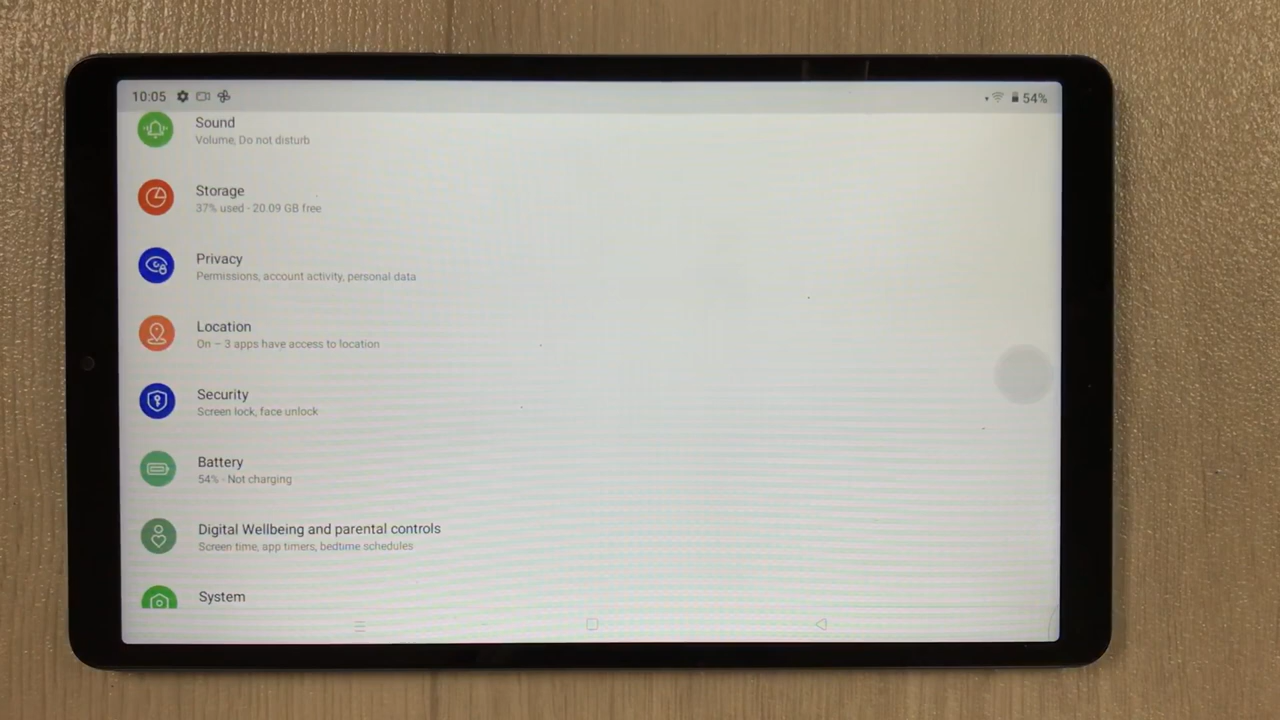 10:05
54%
Sound
Volume, Do not disturb
Storage
37% used - 20.09 GB free
Privacy
Permissions, account activity, personal data
Location
On – 3 apps have access to location
Security
Screen lock, face unlock
Battery
54% - Not charging
Digital Wellbeing and parental controls
Screen time, app timers, bedtime schedules
System